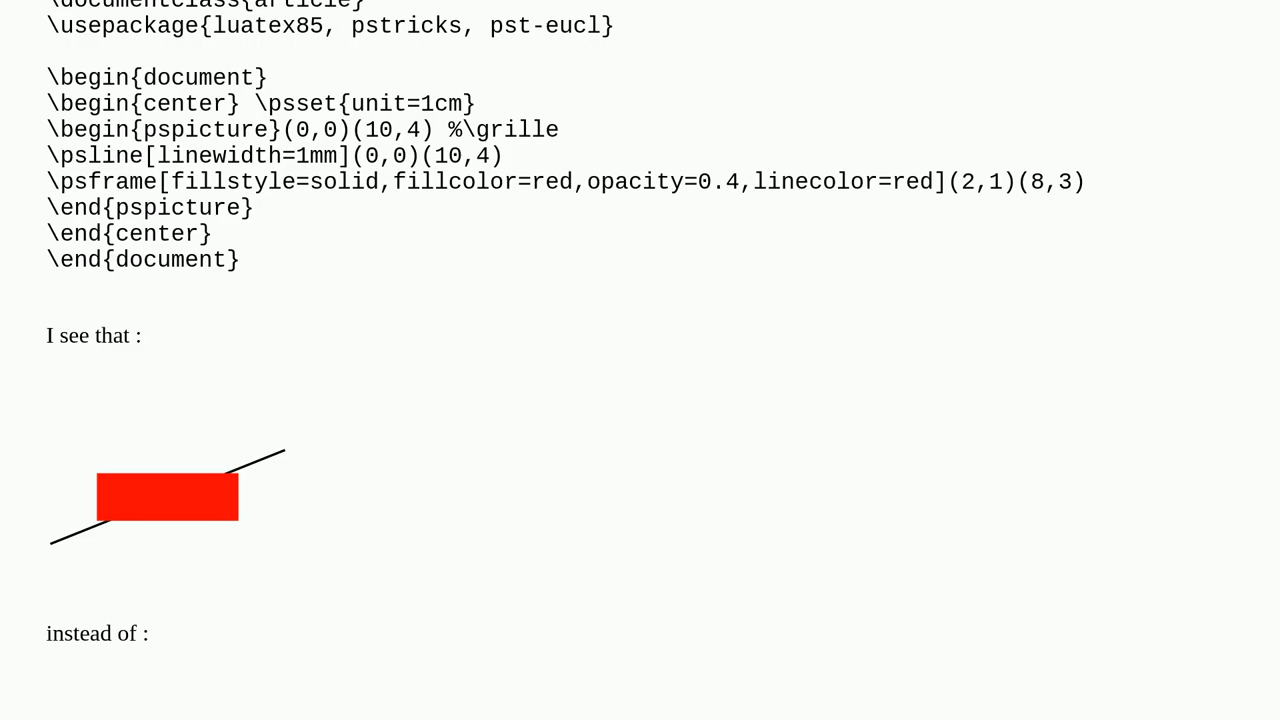 \documentclass{article}
\usepackage{luatex85, pstricks, pst-eucl}
\begin{document}
\begin{center} \psset{unit=1cm}
\begin{pspicture}(0,0)(10,4) %\grille
\psline[linewidth=1mm](0,0)(10,4)
\psframe[fillstyle=solid,fillcolor=red,opacity=0.4,linecolor=red](2,1)(8,3)
\end{pspicture}
\end{center}
\end{document}
I see that :
instead of :